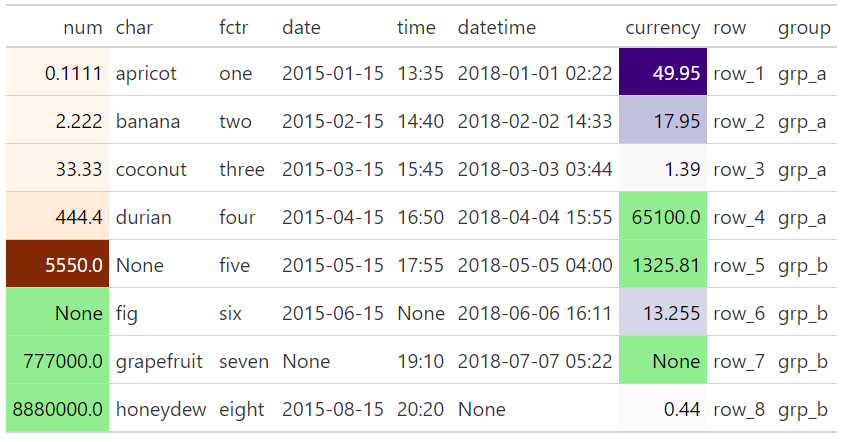 num char fctr date time datetime currency row group
0.1111 apricot one 2015-01-15 13:35 2018-01-01 02:22 49.95 row_1 grp_a
2.222 banana two 2015-02-15 14:40 2018-02-02 14:33 17.95 row_2 grp_a
33.33 coconut three 2015-03-15 15:45 2018-03-03 03:44 1.39 row_3 grp_a
444.4 durian four 2015-04-15 16:50 2018-04-04 15:55 65100.0 row_4 grp_a
5550.0 None five 2015-05-15 17:55 2018-05-05 04:00 1325.81 row_5 grp_b
None fig six 2015-06-15 None 2018-06-06 16:11 13.255 row_6 grp_b
777000.0 grapefruit seven None 19:10 2018-07-07 05:22 None row_7 grp_b
8880000.0 honeydew eight 2015-08-15 20:20 None 0.44 row_8 grp_b